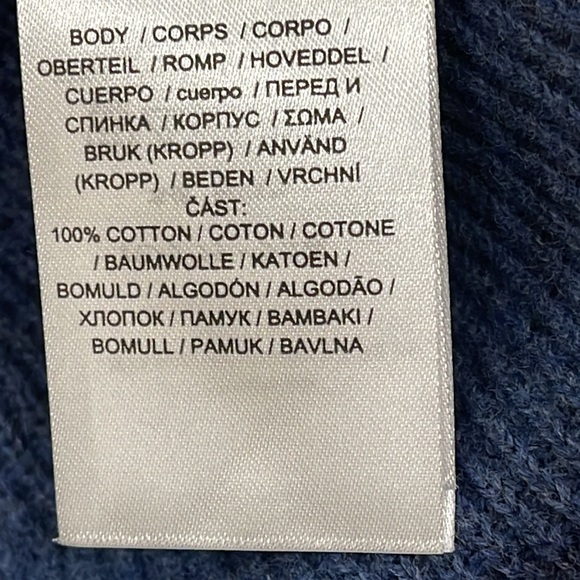 BODY / CORPS / CORPO /
OBERTEIL / ROMP / HOVEDDEL /
CUERPO / cuerpo / ПЕРЕД И
СПИНКА / КОРПУС / ΣΩΜΑ /
BRUK (KROPP) / ANVÄND
(KROPP) / BEDEN / VRCHNÍ
ČÁST:
100% COTTON / COTON / COTONE
/ BAUMWOLLE / KATOEN /
BOMULD / ALGODÓN / ALGODÃO /
ХЛОПОК / ПАМУК / ΒΑΜΒΑΚΙ /
BOMULL / PAMUK / BAVLNA